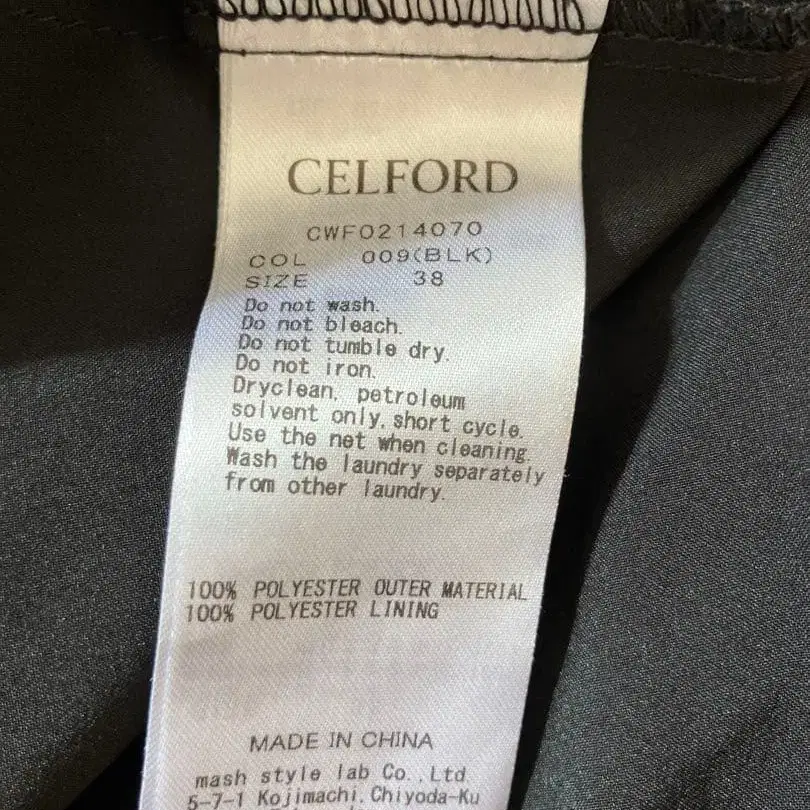 CELFORD
CWFO214070
COL 009(BLK)
SIZE 38
Do not wash.
Do not bleach.
Do not tumble dry.
Do not iron.
Dryclean, petroleum
solvent only, short cycle.
Use the net when cleaning.
Wash the laundry separately
from other laundry.
100% POLYESTER OUTER MATERIAL
100% POLYESTER LINING
MADE IN CHINA
mash style lab Co.,Ltd
5-7-1 Kojimachi, Chiyoda-Ku